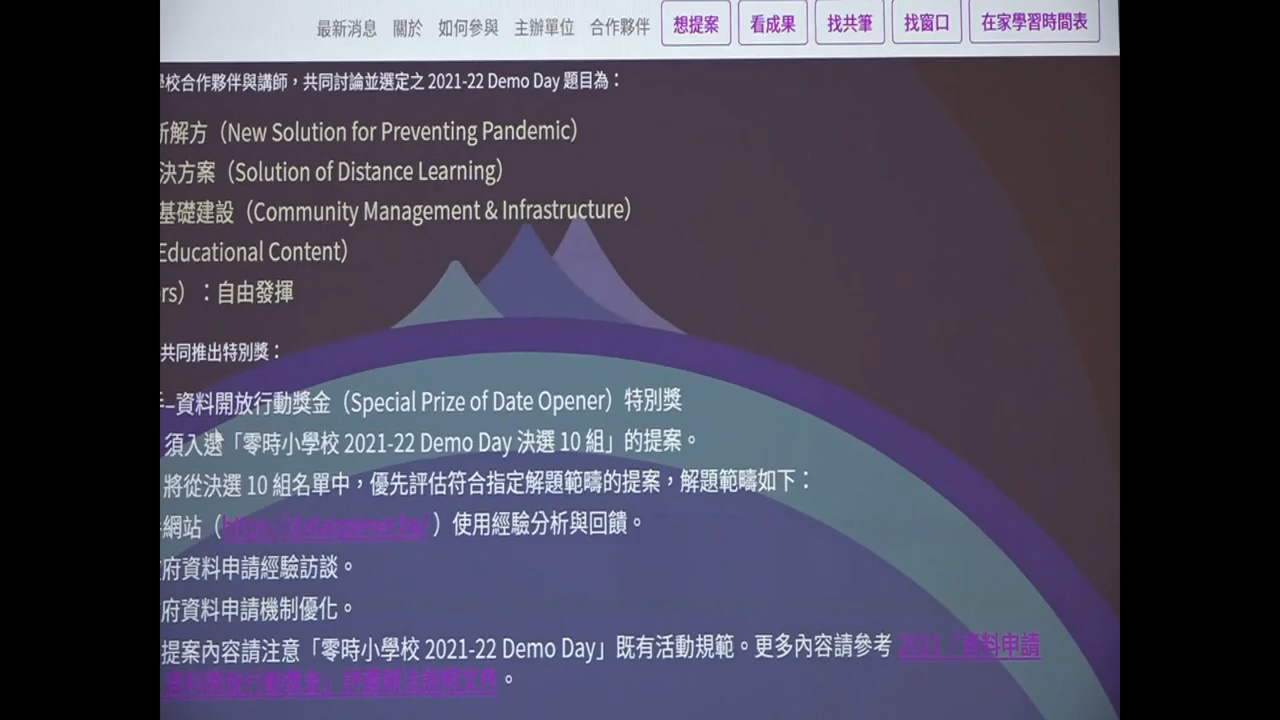 最新消息 關於 如何參與 主辦單位 合作夥伴 想提案 看成果 找共筆 找窗口 在家學習時間表
校合作夥伴與講師，共同討論並選定之 2021-22 Demo Day 題目為：
解方（New Solution for Preventing Pandemic）
決方案（Solution of Distance Learning）
基礎建設（Community Management & Infrastructure）
Educational Content）
rs）：自由發揮
共同推出特別獎：
–資料開放行動獎金（Special Prize of Date Opener）特別獎
須入選「零時小學校 2021-22 Demo Day 決選 10 組」的提案。
將從決選 10 組名單中，優先評估符合指定解題範疇的提案，解題範疇如下：
網站（https://dataopener.tw/）使用經驗分析與回饋。
府資料申請經驗訪談。
府資料申請機制優化。
提案內容請注意「零時小學校 2021-22 Demo Day」既有活動規範。更多內容請參考 2021「資料申請
。